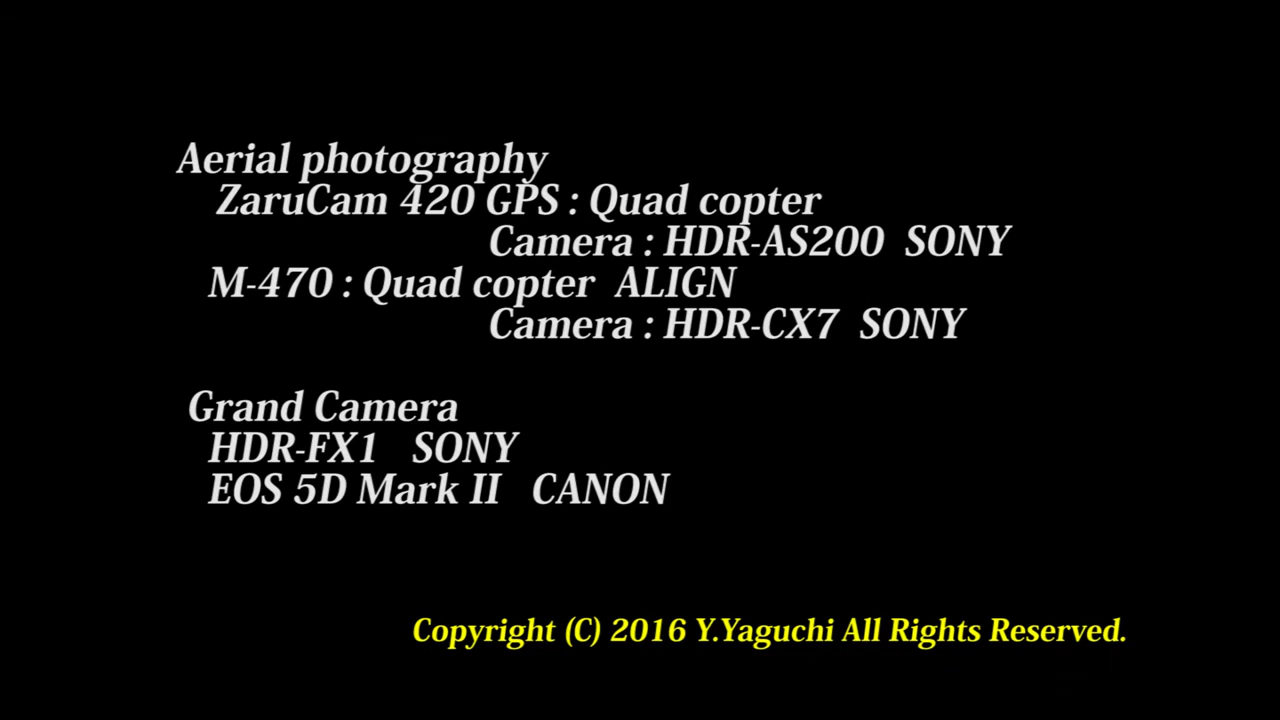 Aerial photography
ZaruCam 420 GPS : Quad copter
Camera : HDR-AS200 SONY
M-470 : Quad copter ALIGN
Camera : HDR-CX7 SONY
Grand Camera
HDR-FX1 SONY
EOS 5D Mark II CANON
Copyright (C) 2016 Y.Yaguchi All Rights Reserved.